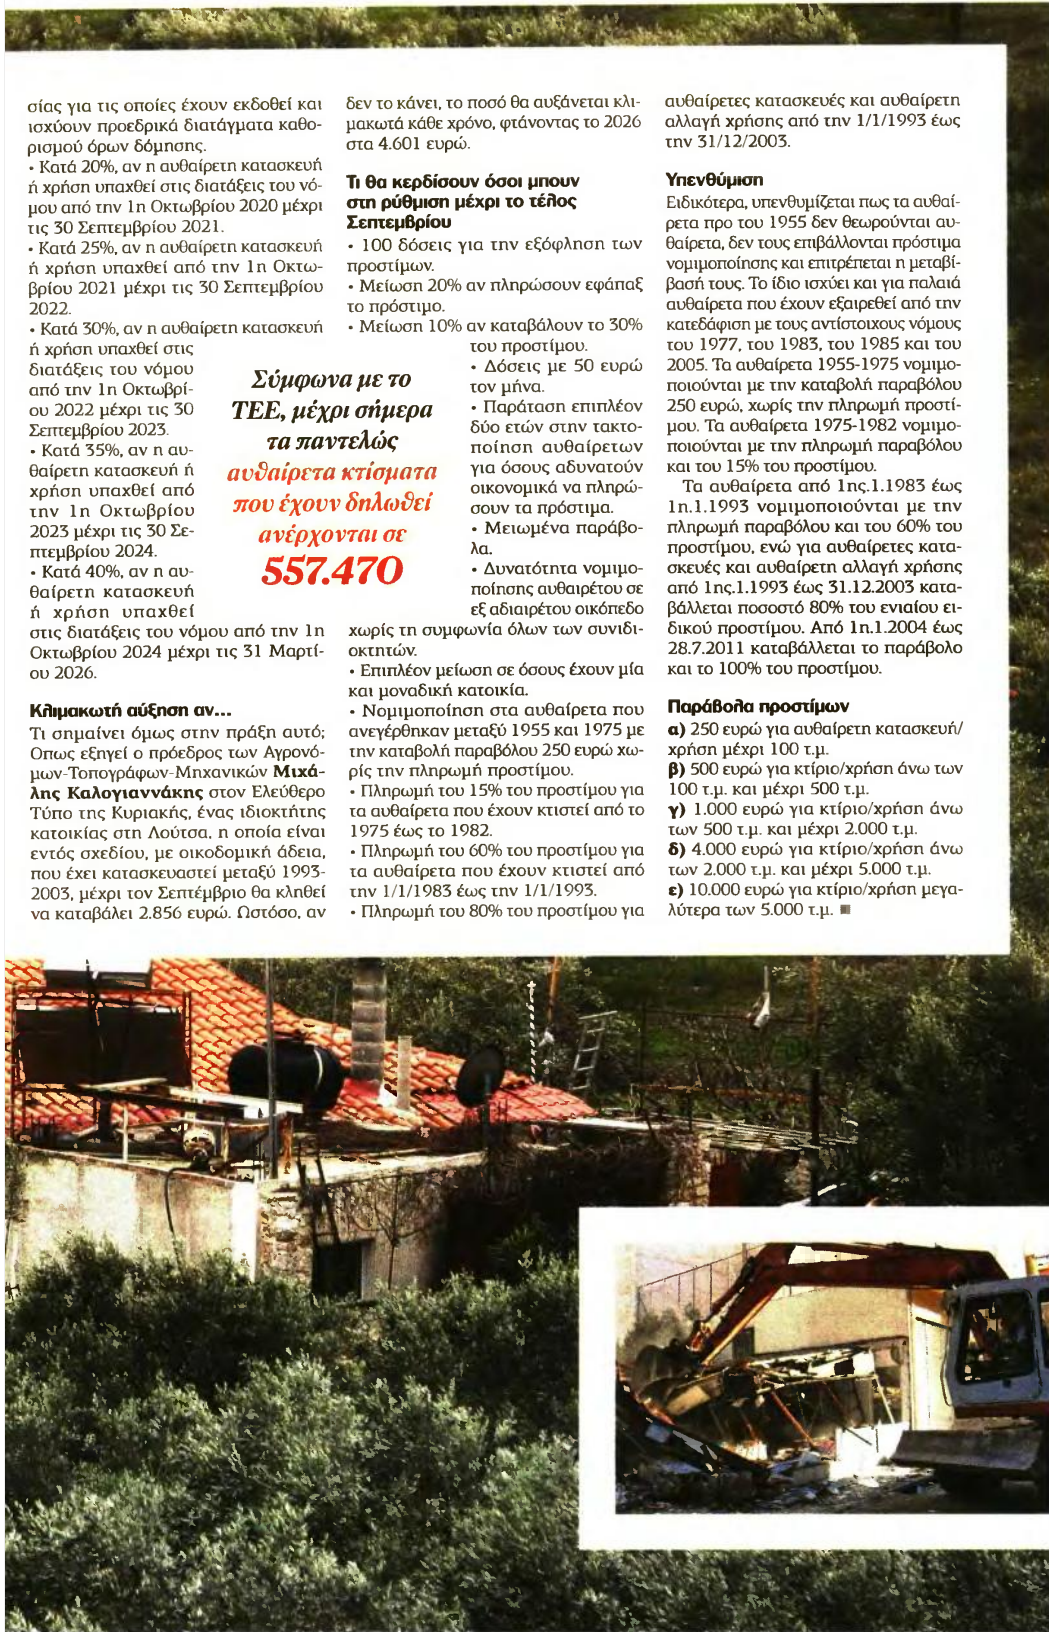 σίας για τις οποίες έχουν εκδοθεί και
ισχύουν προεδρικά διατάγματα καθο-
ρισμού όρων δόμησης.
• Κατά 20%, αν η αυθαίρετη κατασκευή
ή χρήση υπαχθεί στις διατάξεις του νό-
μου από την 1η Οκτωβρίου 2020 μέχρι
τις 30 Σεπτεμβρίου 2021.
• Κατά 25%, αν η αυθαίρετη κατασκευή
ή χρήση υπαχθεί από την 1η Οκτω-
βρίου 2021 μέχρι τις 30 Σεπτεμβρίου
2022.
• Κατά 30%, αν η αυθαίρετη κατασκευή
ή χρήση υπαχθεί στις
διατάξεις του νόμου
από την 1η Οκτωβρί-
ου 2022 μέχρι τις 30
Σεπτεμβρίου 2023.
• Κατά 35%, αν η αυ-
θαίρετη κατασκευή ή
χρήση υπαχθεί από
την 1η Οκτωβρίου
2023 μέχρι τις 30 Σε-
πτεμβρίου 2024.
• Κατά 40%, αν η αυ-
θαίρετη κατασκευή
ή χρήση υπαχθεί
στις διατάξεις του νόμου από την 1η
Οκτωβρίου 2024 μέχρι τις 31 Μαρτί-
ου 2026.
Κλιμακωτή αύξηση αν...
Τι σημαίνει όμως στην πράξη αυτό;
Οπως εξηγεί ο πρόεδρος των Αγρονό-
μων-Τοπογράφων-Μηχανικών Μιχά-
λης Καλογιαννάκης στον Ελεύθερο
Τύπο της Κυριακής, ένας ιδιοκτήτης
κατοικίας στη Λούτσα, η οποία είναι
εντός σχεδίου, με οικοδομική άδεια,
που έχει κατασκευαστεί μεταξύ 1993-
2003, μέχρι τον Σεπτέμβριο θα κληθεί
να καταβάλει 2.856 ευρώ. Ωστόσο, αν
δεν το κάνει, το ποσό θα αυξάνεται κλι-
μακωτά κάθε χρόνο, φτάνοντας το 2026
στα 4.601 ευρώ.
Τι θα κερδίσουν όσοι μπουν
στη ρύθμιση μέχρι το τέλος
Σεπτεμβρίου
• 100 δόσεις για την εξόφληση των
προστίμων.
• Μείωση 20% αν πληρώσουν εφάπαξ
το πρόστιμο.
• Μείωση 10% αν καταβάλουν το 30%
του προστίμου.
• Δόσεις με 50 ευρώ
τον μήνα.
• Παράταση επιπλέον
δύο ετών στην τακτο-
ποίηση αυθαίρετων
για όσους αδυνατούν
οικονομικά να πληρώ-
σουν τα πρόστιμα.
• Μειωμένα παράβο-
λα.
• Δυνατότητα νομιμο-
ποίησης αυθαιρέτου σε
εξ αδιαιρέτου οικόπεδο
χωρίς τη συμφωνία όλων των συνιδι-
οκτητών.
• Επιπλέον μείωση σε όσους έχουν μία
και μοναδική κατοικία.
• Νομιμοποίηση στα αυθαίρετα που
ανεγέρθηκαν μεταξύ 1955 και 1975 με
την καταβολή παραβόλου 250 ευρώ χω-
ρίς την πληρωμή προστίμου.
• Πληρωμή του 15% του προστίμου για
τα αυθαίρετα που έχουν κτιστεί από το
1975 έως το 1982.
• Πληρωμή του 60% του προστίμου για
τα αυθαίρετα που έχουν κτιστεί από
την 1/1/1983 έως την 1/1/1993.
• Πληρωμή του 80% του προστίμου για
Σύμφωνα με το
ΤΕΕ, μέχρι σήμερα
τα παντελώς
αυθαίρετα κτίσματα
που έχουν δηλωθεί
ανέρχονται σε
557.470
αυθαίρετες κατασκευές και αυθαίρετη
αλλαγή χρήσης από την 1/1/1993 έως
την 31/12/2003.
Υπενθύμιση
Ειδικότερα, υπενθυμίζεται πως τα αυθαί-
ρετα προ του 1955 δεν θεωρούνται αυ-
θαίρετα, δεν τους επιβάλλονται πρόστιμα
νομιμοποίησης και επιτρέπεται η μεταβί-
βασή τους. Το ίδιο ισχύει και για παλαιά
αυθαίρετα που έχουν εξαιρεθεί από την
κατεδάφιση με τους αντίστοιχους νόμους
του 1977, του 1983, του 1985 και του
2005. Τα αυθαίρετα 1955-1975 νομιμο-
ποιούνται με την καταβολή παραβόλου
250 ευρώ, χωρίς την πληρωμή προστί-
μου. Τα αυθαίρετα 1975-1982 νομιμο-
ποιούνται με την πληρωμή παραβόλου
και του 15% του προστίμου.
Τα αυθαίρετα από 1ης.1.1983 έως
1η.1.1993 νομιμοποιούνται με την
πληρωμή παραβόλου και του 60% του
προστίμου, ενώ για αυθαίρετες κατα-
σκευές και αυθαίρετη αλλαγή χρήσης
από 1ης.1.1993 έως 31.12.2003 κατα-
βάλλεται ποσοστό 80% του ενιαίου ει-
δικού προστίμου. Από 1η.1.2004 έως
28.7.2011 καταβάλλεται το παράβολο
και το 100% του προστίμου.
Παράβολα προστίμων
α) 250 ευρώ για αυθαίρετη κατασκευή/
χρήση μέχρι 100 τ.μ.
β) 500 ευρώ για κτίριο/χρήση άνω των
100 τ.μ. και μέχρι 500 τ.μ.
γ) 1.000 ευρώ για κτίριο/χρήση άνω
των 500 τ.μ. και μέχρι 2.000 τ.μ.
δ) 4.000 ευρώ για κτίριο/χρήση άνω
των 2.000 τ.μ. και μέχρι 5.000 τ.μ.
ε) 10.000 ευρώ για κτίριο/χρήση μεγα-
λύτερα των 5.000 τ.μ. ■